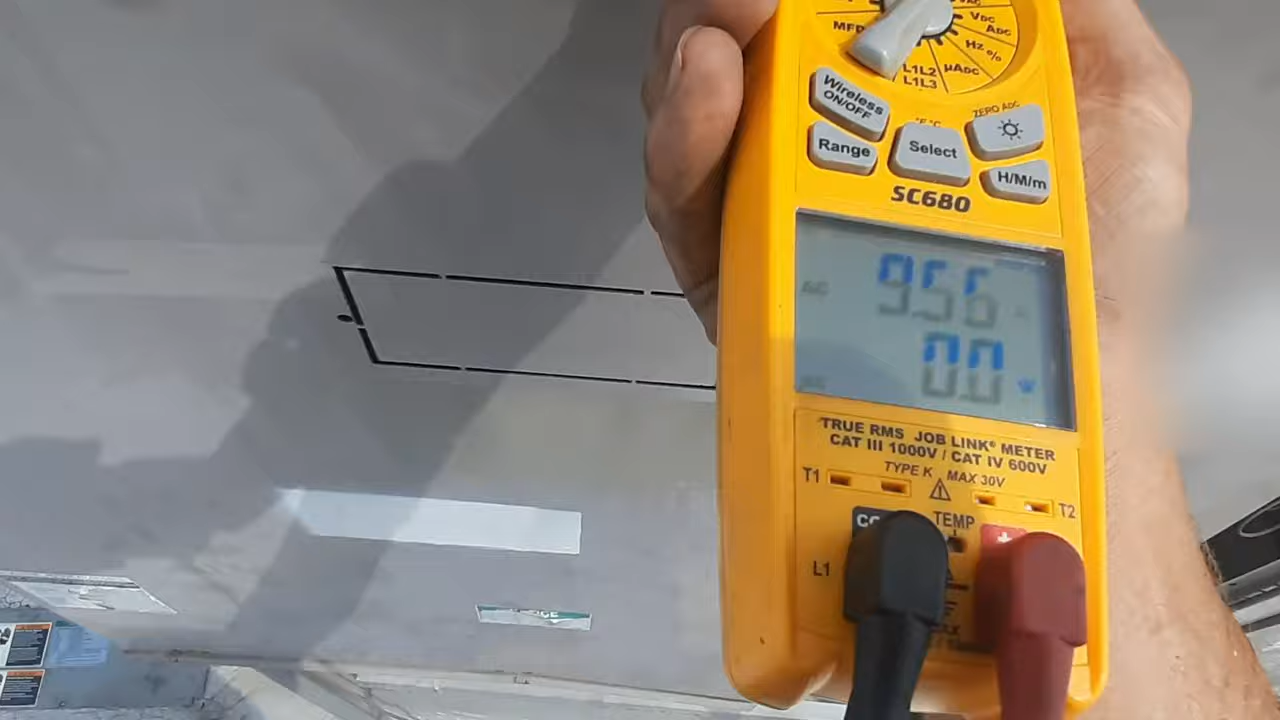 VDC
ADC
MFD
Hz %
L1L2
µADC
L1L3
Wireless
ON/OFF
ZERO ADC
°F °C
Range
Select
H/M/m
SC680
AC
0.0
TRUE RMS JOB LINK® METER
CAT III 1000V / CAT IV 600V
TYPE K MAX 30V
T1
T2
TEMP
+
L1